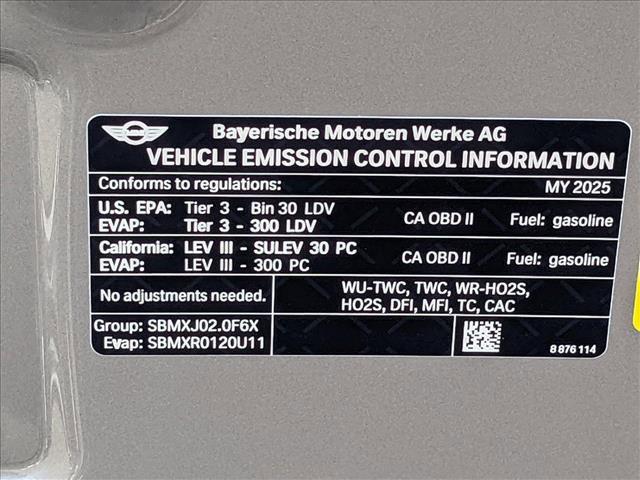 MINI
Bayerische Motoren Werke AG
VEHICLE EMISSION CONTROL INFORMATION
Conforms to regulations: MY 2025
U.S. EPA: Tier 3 - Bin 30 LDV CA OBD II Fuel: gasoline
EVAP: Tier 3 - 300 LDV
California: LEV III - SULEV 30 PC CA OBD II Fuel: gasoline
EVAP: LEV III - 300 PC
No adjustments needed.
WU-TWC, TWC, WR-HO2S,
HO2S, DFI, MFI, TC, CAC
Group: SBMXJ02.0F6X
Evap: SBMXR0120U11
8 876 114